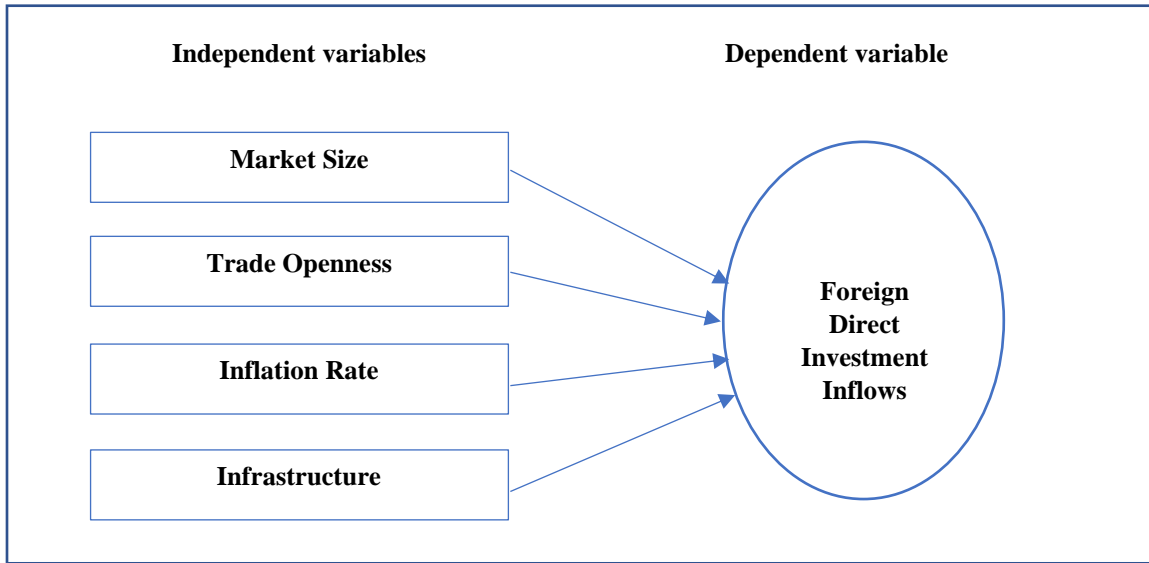 Independent variables
Dependent variable
Market Size
Trade Openness
Inflation Rate
Infrastructure
Foreign
Direct
Investment
Inflows